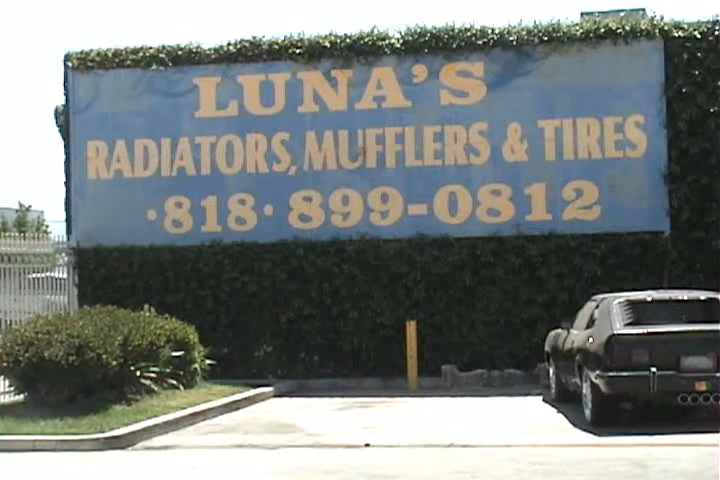 LUNA'S
RADIATORS, MUFFLERS & TIRES
•818• 899-0812